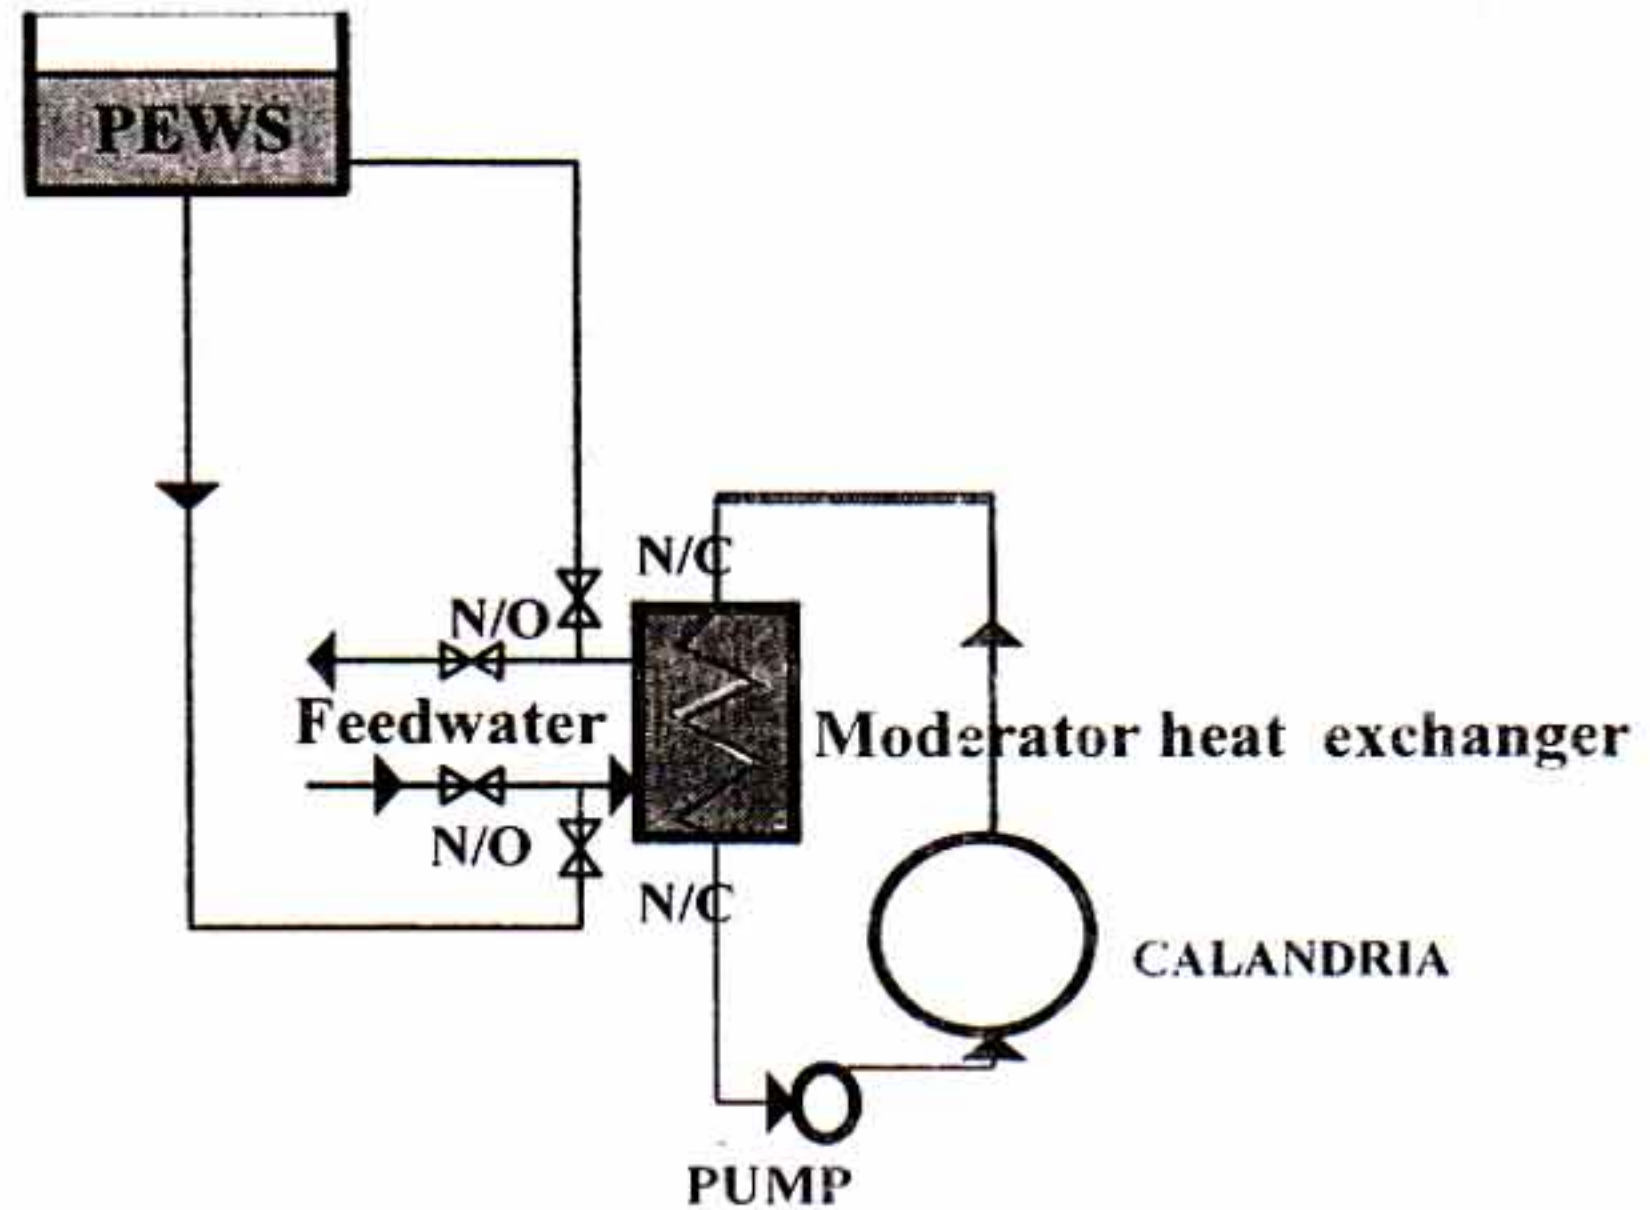 PEWS
N/C
N/O
Feedwater
Moderator heat exchanger
N/O
N/C
CALANDRIA
PUMP